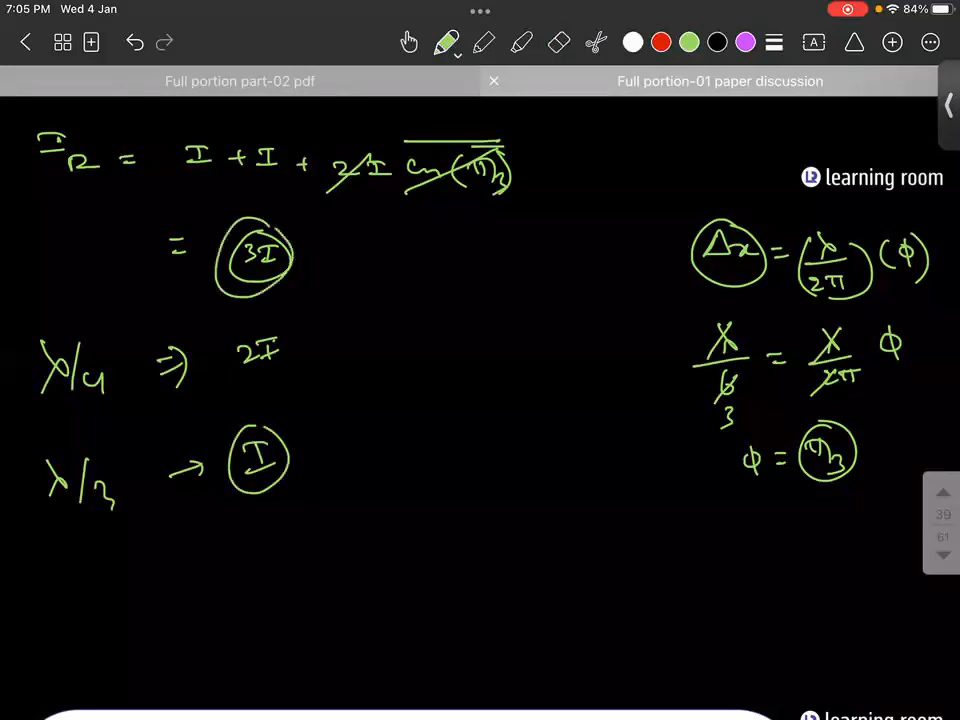 7:05 PM Wed 4 Jan
84%
Full portion part-02 pdf
Full portion-01 paper discussion
I_R = I + I + 2I cos(π/3)
= 3I
λ/4 ⇒ 2I
λ/3 → I
learning room
Δx = (λ/2π)(ϕ)
λ/6 = λ/2π ϕ
3
ϕ = π/3
39
61
learning room